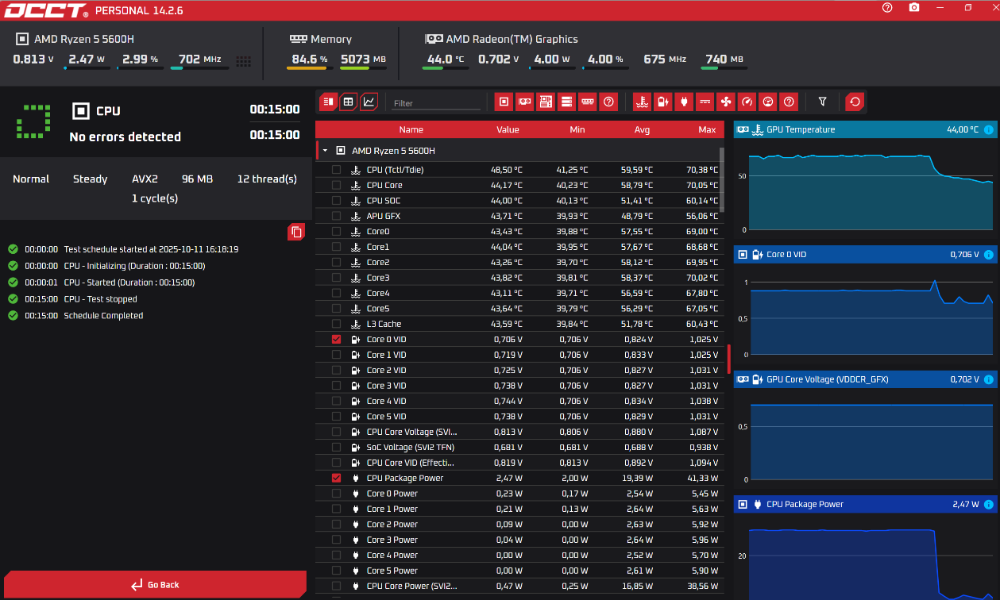 OCCT® PERSONAL 14.2.6
AMD Ryzen 5 5600H
0.813 V 2.47 W 2.99 % 702 MHz
Memory
84.6 % 5073 MB
AMD Radeon(TM) Graphics
44.0 °C 0.702 V 4.00 W 4.00 % 675 MHz 740 MB
CPU 00:15:00
No errors detected 00:15:00
Normal Steady AVX2 96 MB 12 thread(s)
1 cycle(s)
00:00:00 Test schedule started at 2025-10-11 16:18:19
00:00:00 CPU - Initializing (Duration : 00:15:00)
00:00:01 CPU - Started (Duration : 00:15:00)
00:15:00 CPU - Test stopped
00:15:00 Schedule Completed
Go Back
Filter
Name Value Min Avg Max
AMD Ryzen 5 5600H
CPU (Tctl/Tdie) 48,50 °C 41,25 °C 59,59 °C 70,38 °C
CPU Core 44,17 °C 40,23 °C 58,79 °C 70,05 °C
CPU SOC 44,00 °C 40,13 °C 51,41 °C 60,14 °C
APU GFX 43,71 °C 39,93 °C 48,79 °C 56,06 °C
Core0 43,43 °C 39,88 °C 57,55 °C 69,00 °C
Core1 44,04 °C 39,95 °C 57,67 °C 68,68 °C
Core2 43,26 °C 39,70 °C 58,12 °C 69,95 °C
Core3 43,82 °C 39,81 °C 58,37 °C 70,02 °C
Core4 43,11 °C 39,71 °C 56,59 °C 67,80 °C
Core5 43,64 °C 39,79 °C 56,29 °C 67,05 °C
L3 Cache 43,59 °C 39,84 °C 51,78 °C 60,43 °C
Core 0 VID 0,706 V 0,706 V 0,824 V 1,025 V
Core 1 VID 0,719 V 0,706 V 0,833 V 1,025 V
Core 2 VID 0,725 V 0,706 V 0,827 V 1,031 V
Core 3 VID 0,738 V 0,706 V 0,827 V 1,031 V
Core 4 VID 0,744 V 0,706 V 0,834 V 1,038 V
Core 5 VID 0,738 V 0,706 V 0,829 V 1,031 V
CPU Core Voltage (SVI... 0,813 V 0,806 V 0,880 V 1,087 V
SoC Voltage (SVI2 TFN) 0,681 V 0,681 V 0,688 V 0,938 V
CPU Core VID (Effecti... 0,819 V 0,813 V 0,892 V 1,094 V
CPU Package Power 2,47 W 2,00 W 19,39 W 41,33 W
Core 0 Power 0,23 W 0,17 W 2,54 W 5,45 W
Core 1 Power 0,21 W 0,13 W 2,64 W 5,63 W
Core 2 Power 0,09 W 0,00 W 2,63 W 5,92 W
Core 3 Power 0,04 W 0,00 W 2,64 W 5,96 W
Core 4 Power 0,00 W 0,00 W 2,52 W 5,70 W
Core 5 Power 0,00 W 0,00 W 2,61 W 5,90 W
CPU Core Power (SVI2... 0,47 W 0,25 W 16,85 W 38,56 W
GPU Temperature 44,00 °C
50
0
Core 0 VID 0,706 V
1
0,5
0
GPU Core Voltage (VDDCR_GFX) 0,702 V
0,5
0
CPU Package Power 2,47 W
20